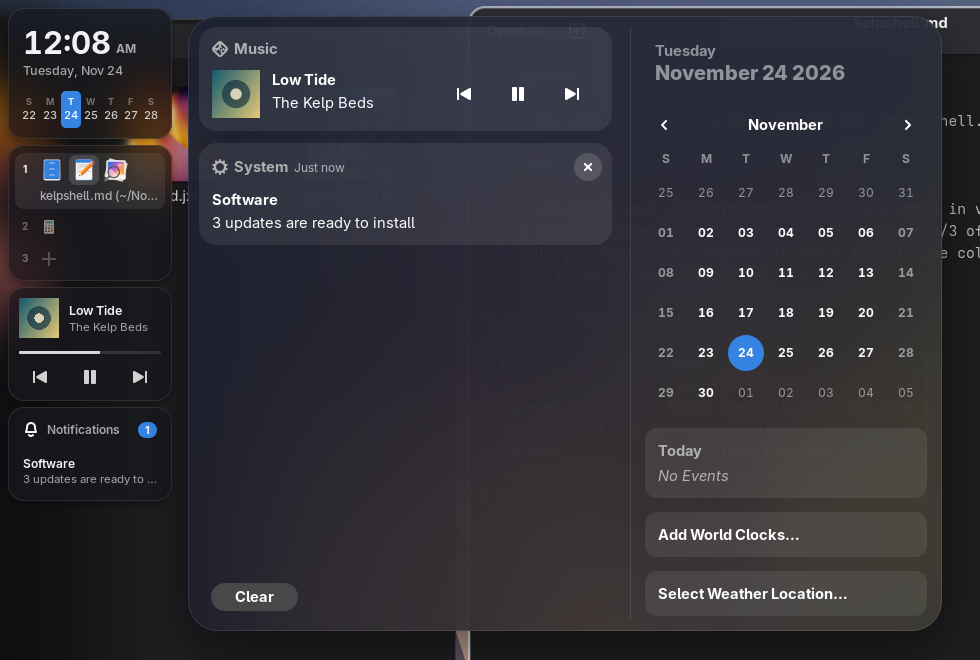 12:08 AM
Tuesday, Nov 24
S M T W T F S
22 23 24 25 26 27 28
1
kelpshell.md (~/No...
2
3
Low Tide
The Kelp Beds
Notifications 1
Software
3 updates are ready to ...
Music
Low Tide
The Kelp Beds
System Just now
Software
3 updates are ready to install
Clear
Open
kelpshell.md
Tuesday
November 24 2026
November
S M T W T F S
25 26 27 28 29 30 31
01 02 03 04 05 06 07
08 09 10 11 12 13 14
15 16 17 18 19 20 21
22 23 24 25 26 27 28
29 30 01 02 03 04 05
Today
No Events
Add World Clocks...
Select Weather Location...